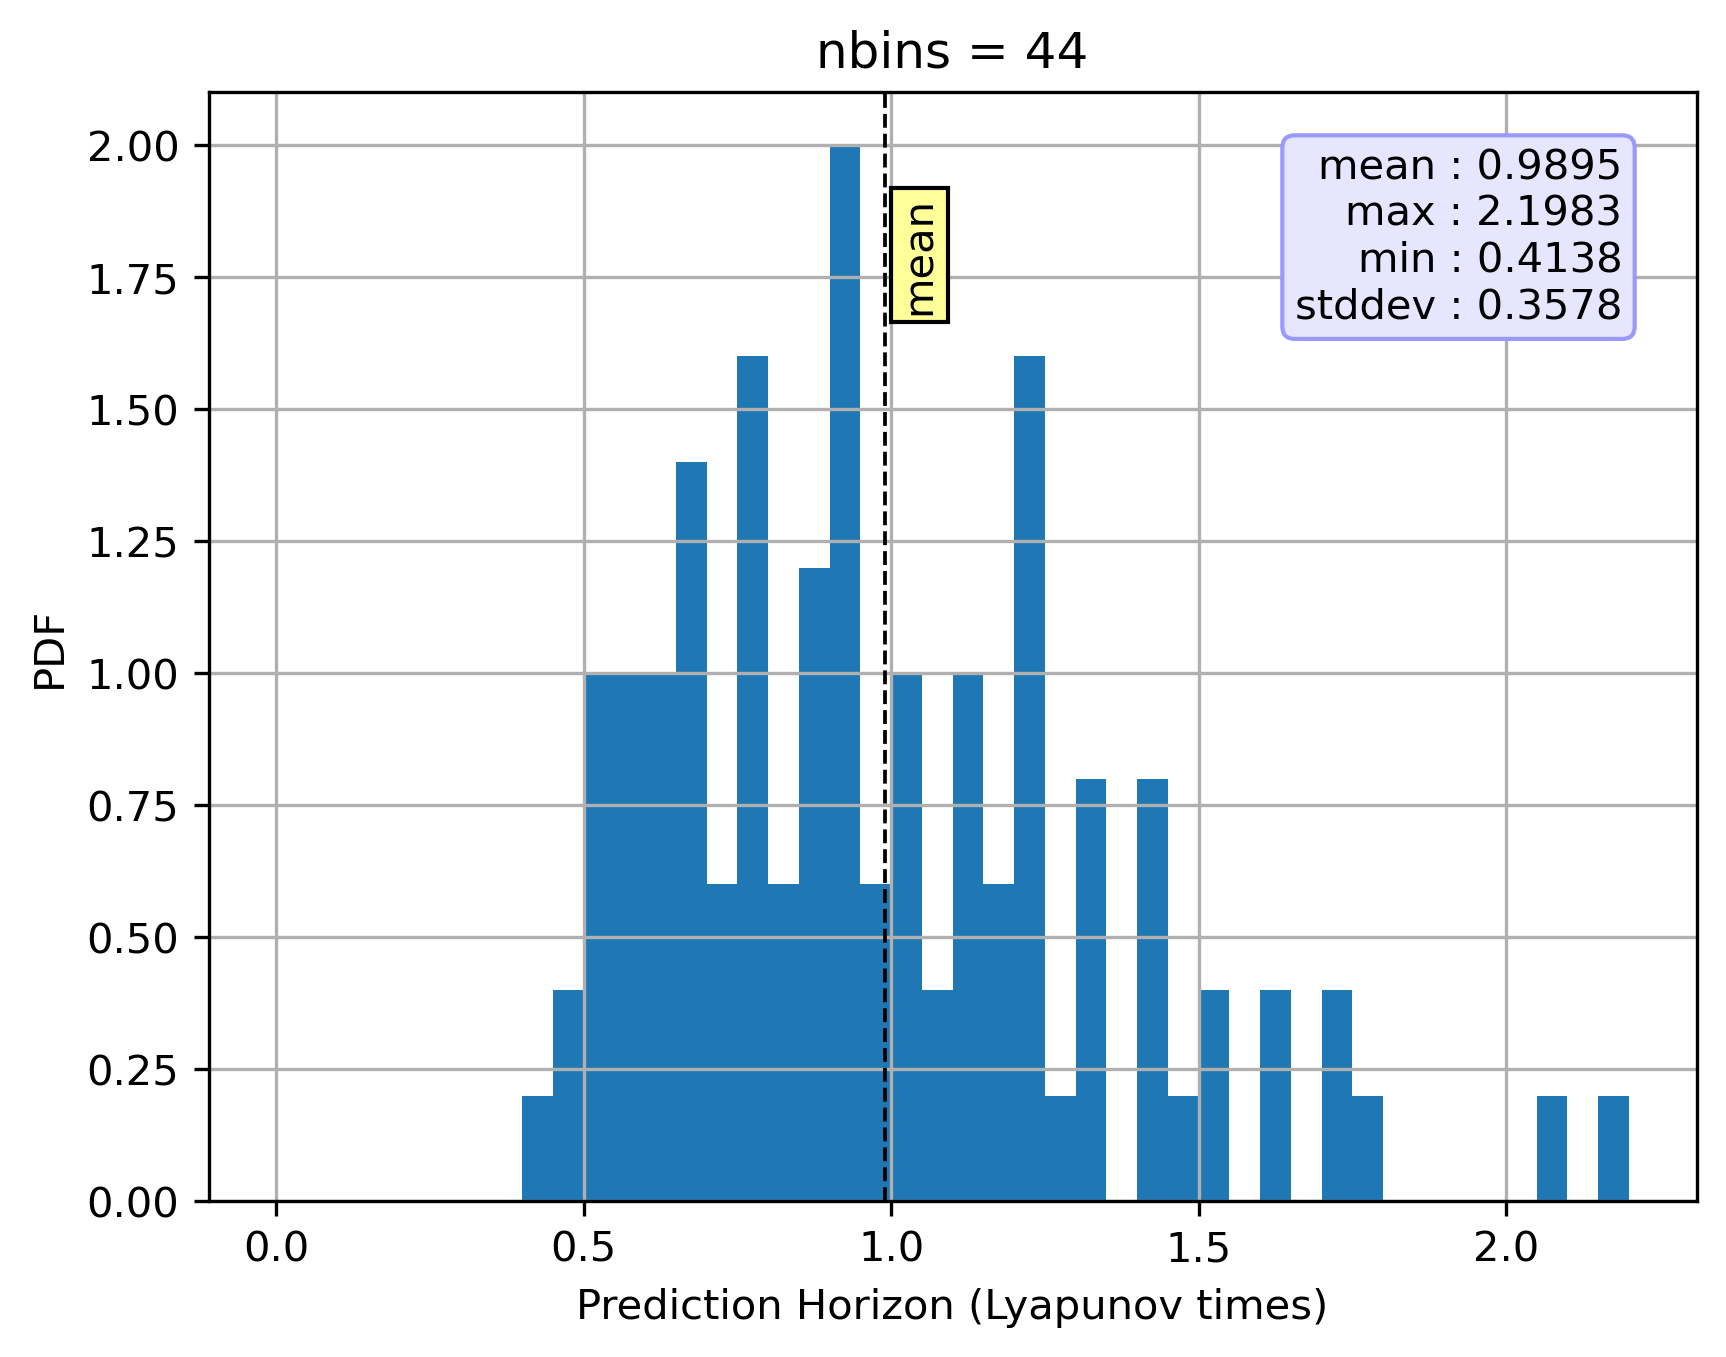 nbins = 44
2.00
1.75
1.50
1.25
1.00
0.75
0.50
0.25
0.00
PDF
mean
mean : 0.9895
max : 2.1983
min : 0.4138
stddev : 0.3578
0.0 0.5 1.0 1.5 2.0
Prediction Horizon (Lyapunov times)